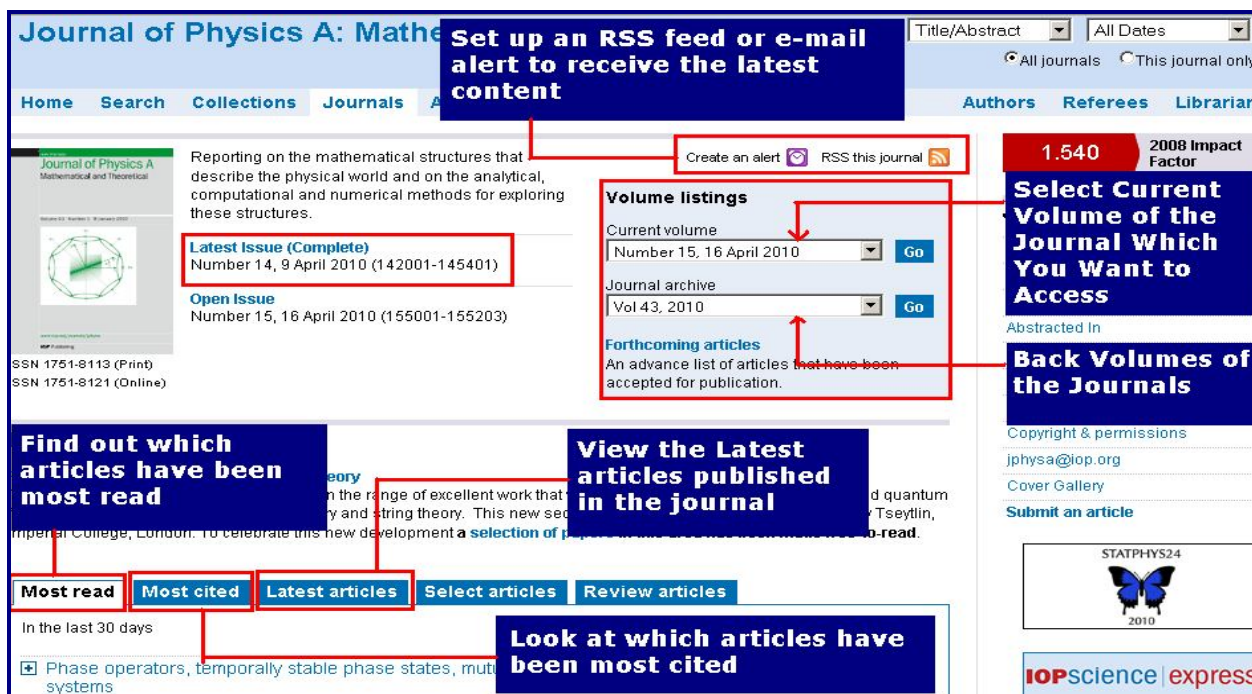 Journal of Physics A: Mathe
Set up an RSS feed or e-mail
alert to receive the latest
content
Title/Abstract All Dates
All journals This journal only
Home Search Collections Journals A
Authors Referees Librarian
Journal of Physics A
Mathematical and Theoretical
IOP Publishing
SSN 1751-8113 (Print)
SSN 1751-8121 (Online)
Reporting on the mathematical structures that
describe the physical world and on the analytical,
computational and numerical methods for exploring
these structures.
Latest Issue (Complete)
Number 14, 9 April 2010 (142001-145401)
Open Issue
Number 15, 16 April 2010 (155001-155203)
Create an alert RSS this journal
Volume listings
Current volume
Number 15, 16 April 2010 Go
Journal archive
Vol 43, 2010 Go
Forthcoming articles
An advance list of articles that have been
accepted for publication.
1.540 2008 Impact
Factor
Select Current
Volume of the
Journal Which
You Want to
Access
Abstracted In
Back Volumes of
the Journals
Copyright & permissions
jphysa@iop.org
Cover Gallery
Submit an article
Find out which
articles have been
most read
View the Latest
articles published
in the journal
eory
n the range of excellent work that d quantum
ry and string theory. This new sec Tseytlin,
Imperial College, London. To celebrate this new development a selection of in this area has been made free-to-read.
Most read Most cited Latest articles Select articles Review articles
In the last 30 days
Look at which articles have
been most cited
Phase operators, temporally stable phase states, mutu
systems
STATPHYS24
2010
IOPscience express